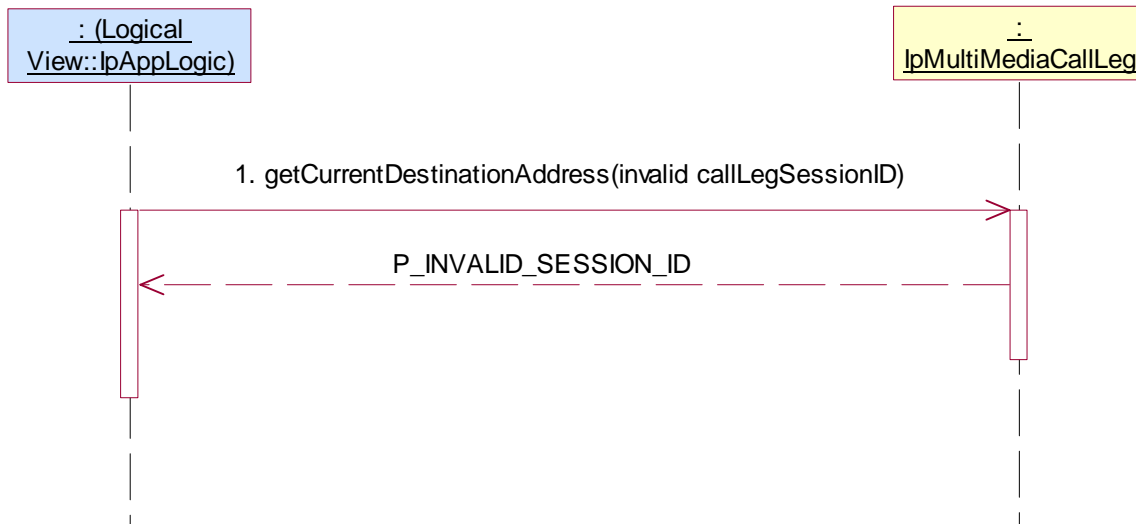 : (Logical
View::IpAppLogic)
:
IpMultiMediaCallLeg
1. getCurrentDestinationAddress(invalid callLegSessionID)
P_INVALID_SESSION_ID